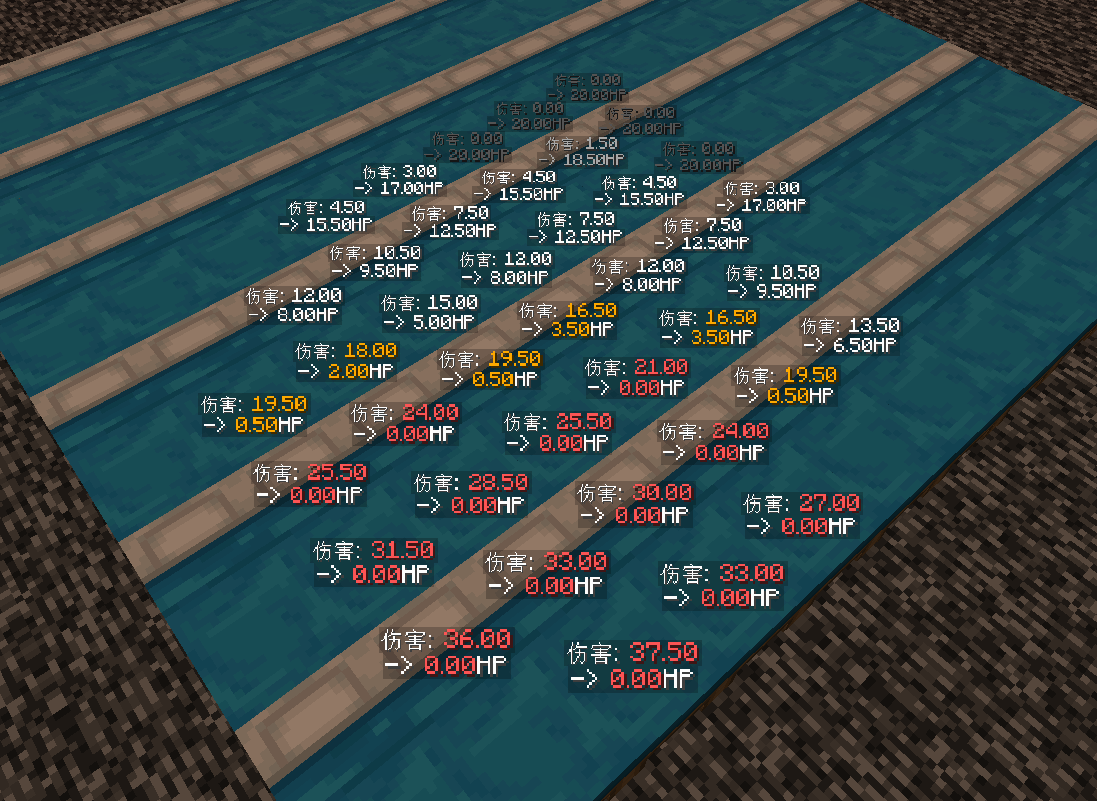 伤害: 0.00
-> 20.00HP
伤害: 0.00
-> 20.00HP
伤害: 0.00
-> 20.00HP
伤害: 0.00
-> 20.00HP
伤害: 1.50
-> 18.50HP
伤害: 0.00
-> 20.00HP
伤害: 3.00
-> 17.00HP
伤害: 4.50
-> 15.50HP
伤害: 4.50
-> 15.50HP
伤害: 3.00
-> 17.00HP
伤害: 4.50
-> 15.50HP
伤害: 7.50
-> 12.50HP
伤害: 7.50
-> 12.50HP
伤害: 7.50
-> 12.50HP
伤害: 10.50
-> 9.50HP
伤害: 12.00
-> 8.00HP
伤害: 12.00
-> 8.00HP
伤害: 10.50
-> 9.50HP
伤害: 12.00
-> 8.00HP
伤害: 15.00
-> 5.00HP
伤害: 16.50
-> 3.50HP
伤害: 16.50
-> 3.50HP
伤害: 13.50
-> 6.50HP
伤害: 18.00
-> 2.00HP
伤害: 19.50
-> 0.50HP
伤害: 21.00
-> 0.00HP
伤害: 19.50
-> 0.50HP
伤害: 19.50
-> 0.50HP
伤害: 24.00
-> 0.00HP
伤害: 25.50
-> 0.00HP
伤害: 24.00
-> 0.00HP
伤害: 25.50
-> 0.00HP
伤害: 28.50
-> 0.00HP
伤害: 30.00
-> 0.00HP
伤害: 27.00
-> 0.00HP
伤害: 31.50
-> 0.00HP
伤害: 33.00
-> 0.00HP
伤害: 33.00
-> 0.00HP
伤害: 36.00
-> 0.00HP
伤害: 37.50
-> 0.00HP